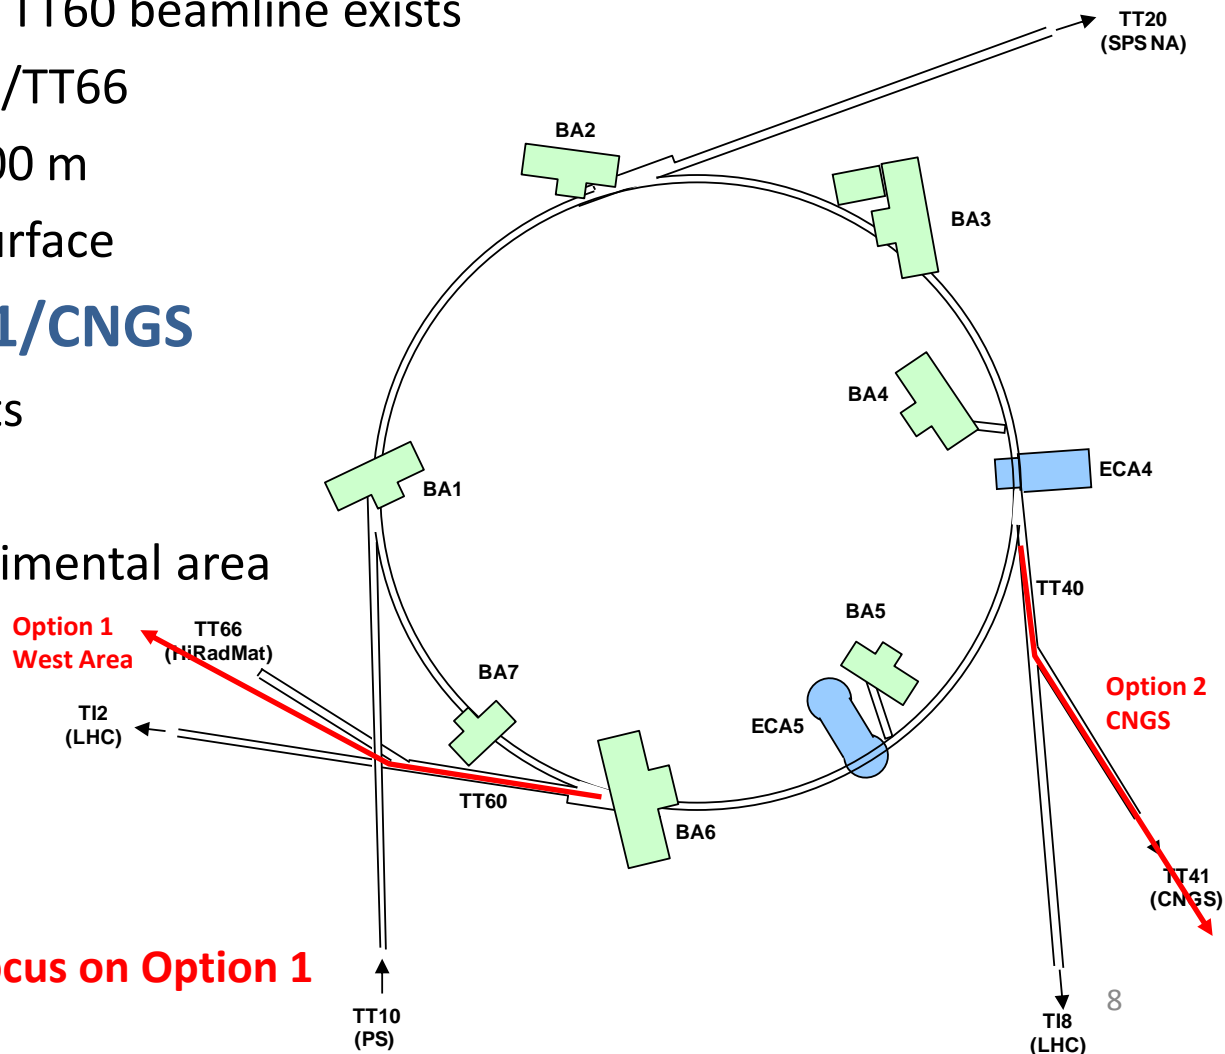 TT60 beamline exists
/TT66
00 m
urface
1/CNGS
ts
imental area
TT20
(SPS NA)
BA2
BA3
BA4
ECA4
BA1
TT40
BA5
Option 1
West Area
TT66
(HiRadMat)
BA7
Option 2
CNGS
TI2
(LHC)
ECA5
TT60
BA6
TT41
(CNGS)
ocus on Option 1
TT10
(PS)
TI8
(LHC)
8